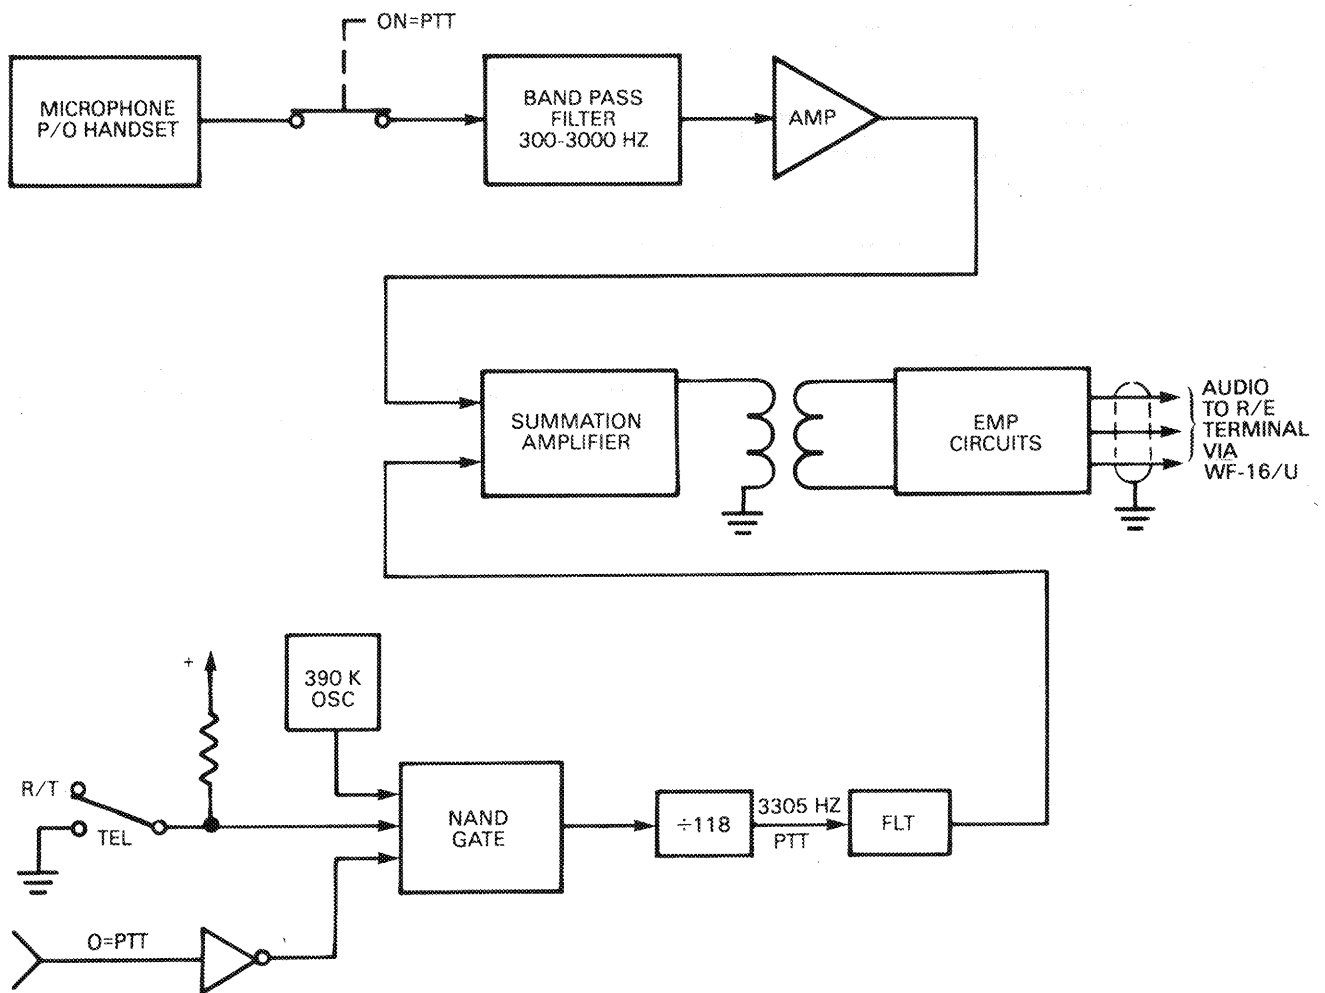 ON=PTT
MICROPHONE
P/O HANDSET
BAND PASS
FILTER
300-3000 HZ
AMP
SUMMATION
AMPLIFIER
EMP
CIRCUITS
AUDIO
TO R/E
TERMINAL
VIA
WF-16/U
+
390 K
OSC
R/T
TEL
NAND
GATE
÷118
3305 HZ
PTT
FLT
O=PTT